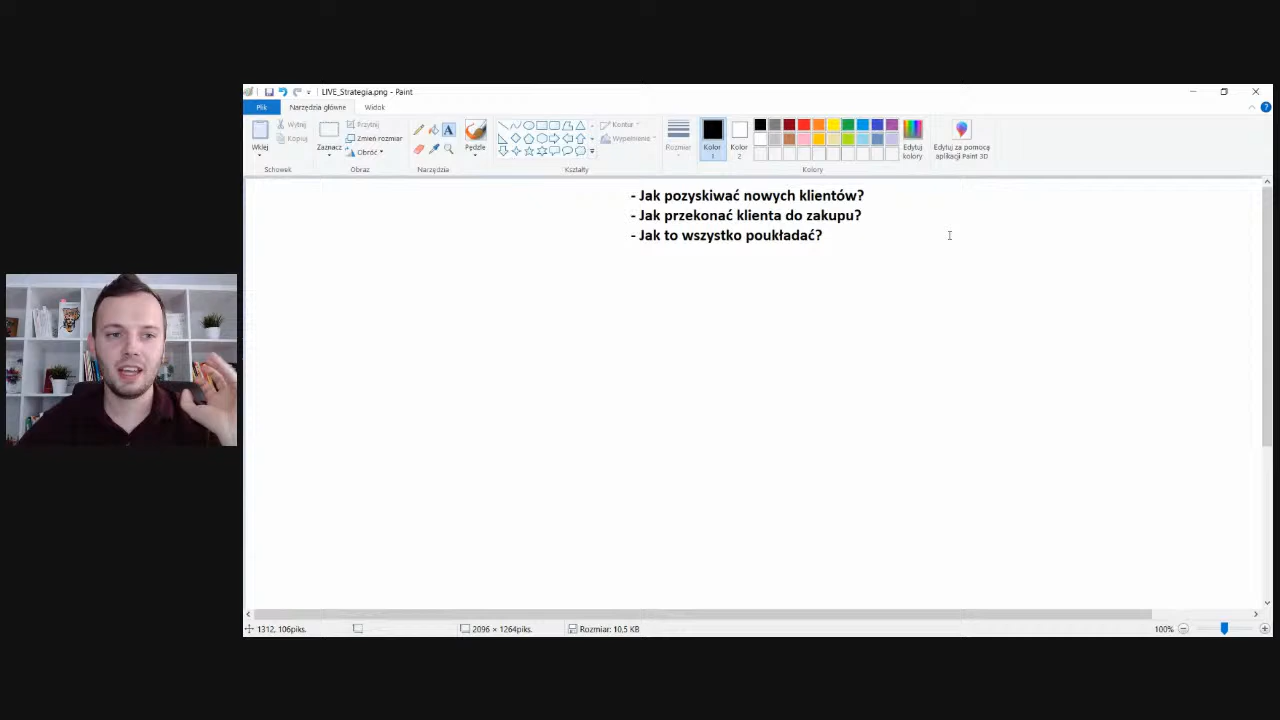 LIVE_Strategia.png - Paint
Plik Narzędzia główne Widok
Wklej
Wytnij
Kopiuj
Schowek
Zaznacz
Przytnij
Zmień rozmiar
Obróć
Obraz
A
Narzędzia
Pędzle
Kontur
Wypełnienie
Kształty
Rozmiar
Kolor 1
Kolor 2
Edytuj kolory
Kolory
Edytuj za pomocą aplikacji Paint 3D
- Jak pozyskiwać nowych klientów?
- Jak przekonać klienta do zakupu?
- Jak to wszystko poukładać?
1312, 106piks.
2096 × 1264piks.
Rozmiar: 10,5 KB
100%